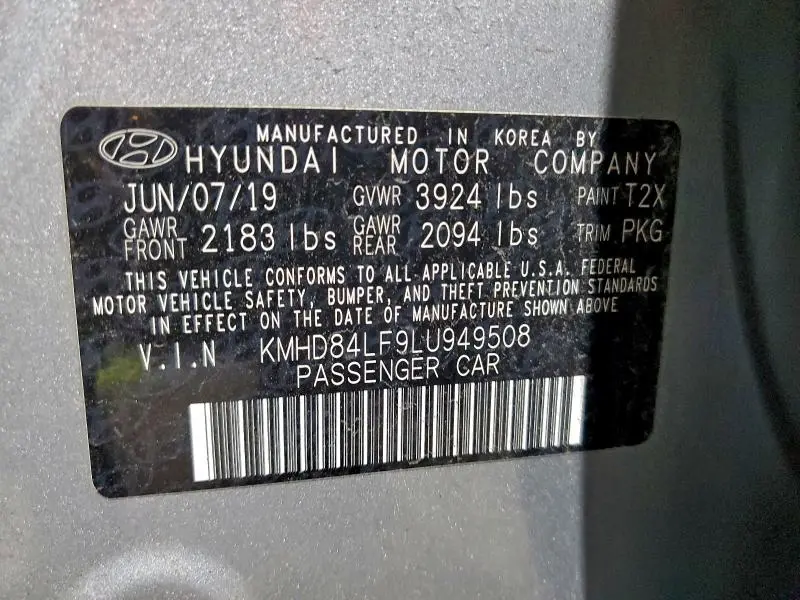 MANUFACTURED IN KOREA BY
HYUNDAI MOTOR COMPANY
JUN/07/19 GVWR 3924 lbs PAINT T2X
GAWR FRONT 2183 lbs GAWR REAR 2094 lbs TRIM PKG
THIS VEHICLE CONFORMS TO ALL APPLICABLE U.S.A. FEDERAL
MOTOR VEHICLE SAFETY, BUMPER, AND THEFT PREVENTION STANDARDS
IN EFFECT ON THE DATE OF MANUFACTURE SHOWN ABOVE
V.I.N KMHD84LF9LU949508
PASSENGER CAR